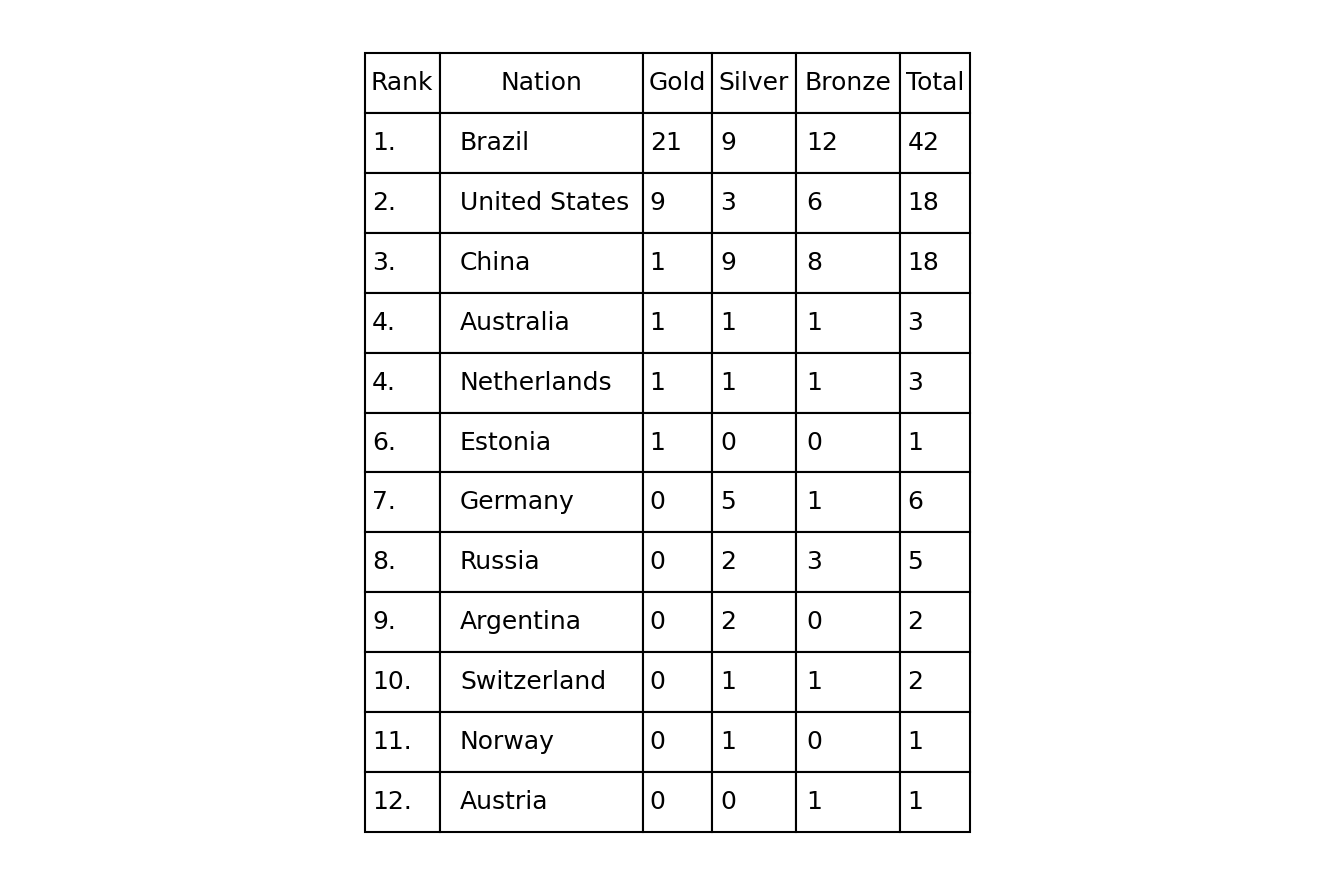 Rank Nation Gold Silver Bronze Total
1. Brazil 21 9 12 42
2. United States 9 3 6 18
3. China 1 9 8 18
4. Australia 1 1 1 3
4. Netherlands 1 1 1 3
6. Estonia 1 0 0 1
7. Germany 0 5 1 6
8. Russia 0 2 3 5
9. Argentina 0 2 0 2
10. Switzerland 0 1 1 2
11. Norway 0 1 0 1
12. Austria 0 0 1 1